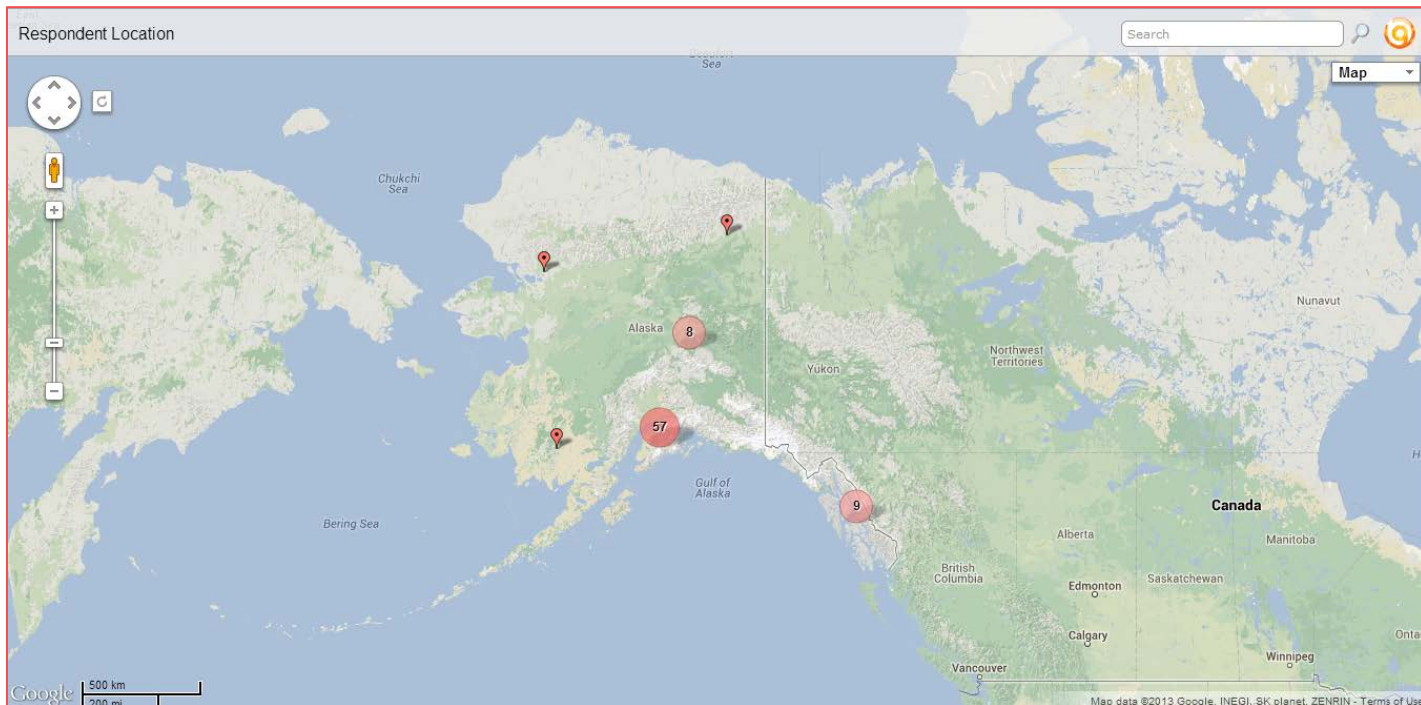 Respondent Location
Search
Beaufort
Sea
Map
Chukchi
Sea
Nunavut
Alaska
8
Northwest
Territories
Yukon
57
Gulf of
Alaska
9
Canada
Bering Sea
Alberta
Manitoba
British
Columbia
Edmonton
Saskatchewan
Calgary
Onta
Winnipeg
Vancouver
Google
500 km
200 mi
Map data ©2013 Google, INEGI, SK planet, ZENRIN - Terms of Use